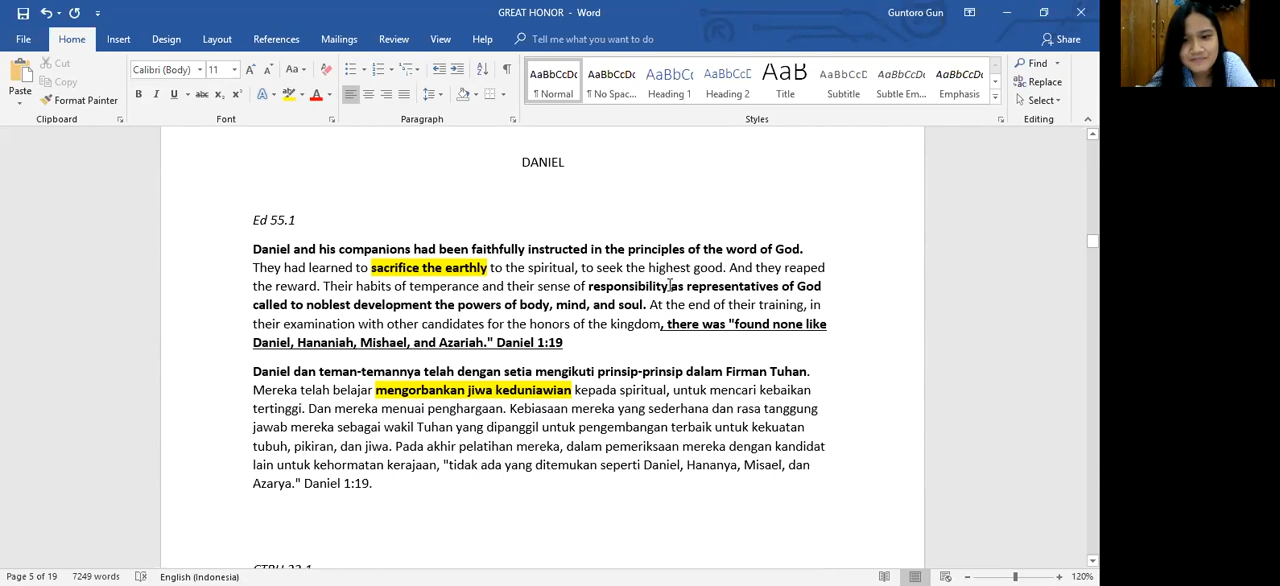 GREAT HONOR - Word
Guntoro Gun
File Home Insert Design Layout References Mailings Review View Help Tell me what you want to do Share
Paste
Cut
Copy
Format Painter
Calibri (Body) 11
AaBbCcDc AaBbCcDc AaBbCc AaBbCcD AaB AaBbCcD AaBbCcDc AaBbCcDc
¶ Normal ¶ No Spac... Heading 1 Heading 2 Title Subtitle Subtle Em... Emphasis
Find
Replace
Select
Clipboard Font Paragraph Styles Editing
DANIEL
Ed 55.1
Daniel and his companions had been faithfully instructed in the principles of the word of God.
They had learned to sacrifice the earthly to the spiritual, to seek the highest good. And they reaped
the reward. Their habits of temperance and their sense of responsibility as representatives of God
called to noblest development the powers of body, mind, and soul. At the end of their training, in
their examination with other candidates for the honors of the kingdom, there was "found none like
Daniel, Hananiah, Mishael, and Azariah." Daniel 1:19
Daniel dan teman-temannya telah dengan setia mengikuti prinsip-prinsip dalam Firman Tuhan.
Mereka telah belajar mengorbankan jiwa keduniawian kepada spiritual, untuk mencari kebaikan
tertinggi. Dan mereka menuai penghargaan. Kebiasaan mereka yang sederhana dan rasa tanggung
jawab mereka sebagai wakil Tuhan yang dipanggil untuk pengembangan terbaik untuk kekuatan
tubuh, pikiran, dan jiwa. Pada akhir pelatihan mereka, dalam pemeriksaan mereka dengan kandidat
lain untuk kehormatan kerajaan, "tidak ada yang ditemukan seperti Daniel, Hananya, Misael, dan
Azarya." Daniel 1:19.
Page 5 of 19 7249 words English (Indonesia) 120%